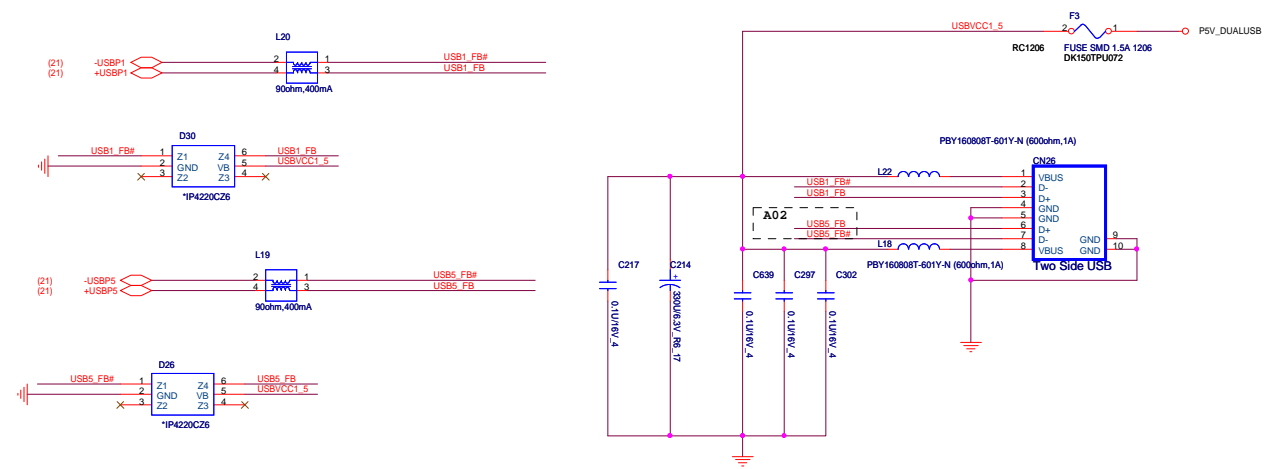 L20
(21) -USBP1 2 1 USB1_FB#
(21) +USBP1 4 3 USB1_FB
90ohm,400mA
D30
USB1_FB# 1 Z1 Z4 6 USB1_FB
2 GND VB 5 USBVCC1_5
3 Z2 Z3 4
*IP4220CZ6
L19
(21) -USBP5 2 1 USB5_FB#
(21) +USBP5 4 3 USB5_FB
90ohm,400mA
D26
USB5_FB# 1 Z1 Z4 6 USB5_FB
2 GND VB 5 USBVCC1_5
3 Z2 Z3 4
*IP4220CZ6
F3
USBVCC1_5 2 1 P5V_DUALUSB
RC1206 FUSE SMD 1.5A 1206
DK150TPU072
PBY160808T-601Y-N (600ohm,1A)
CN26
L22 1 VBUS
USB1_FB# 2 D-
USB1_FB 3 D+
4 GND
A02 5 GND
USB5_FB 6 D+
USB5_FB# 7 D- GND 9
L18 8 VBUS GND 10
PBY160808T-601Y-N (600ohm,1A) Two Side USB
C217 C214 C639 C297 C302
+
0.1U/16V_4
330U/6.3V_R6_17
0.1U/16V_4
0.1U/16V_4
0.1U/16V_4